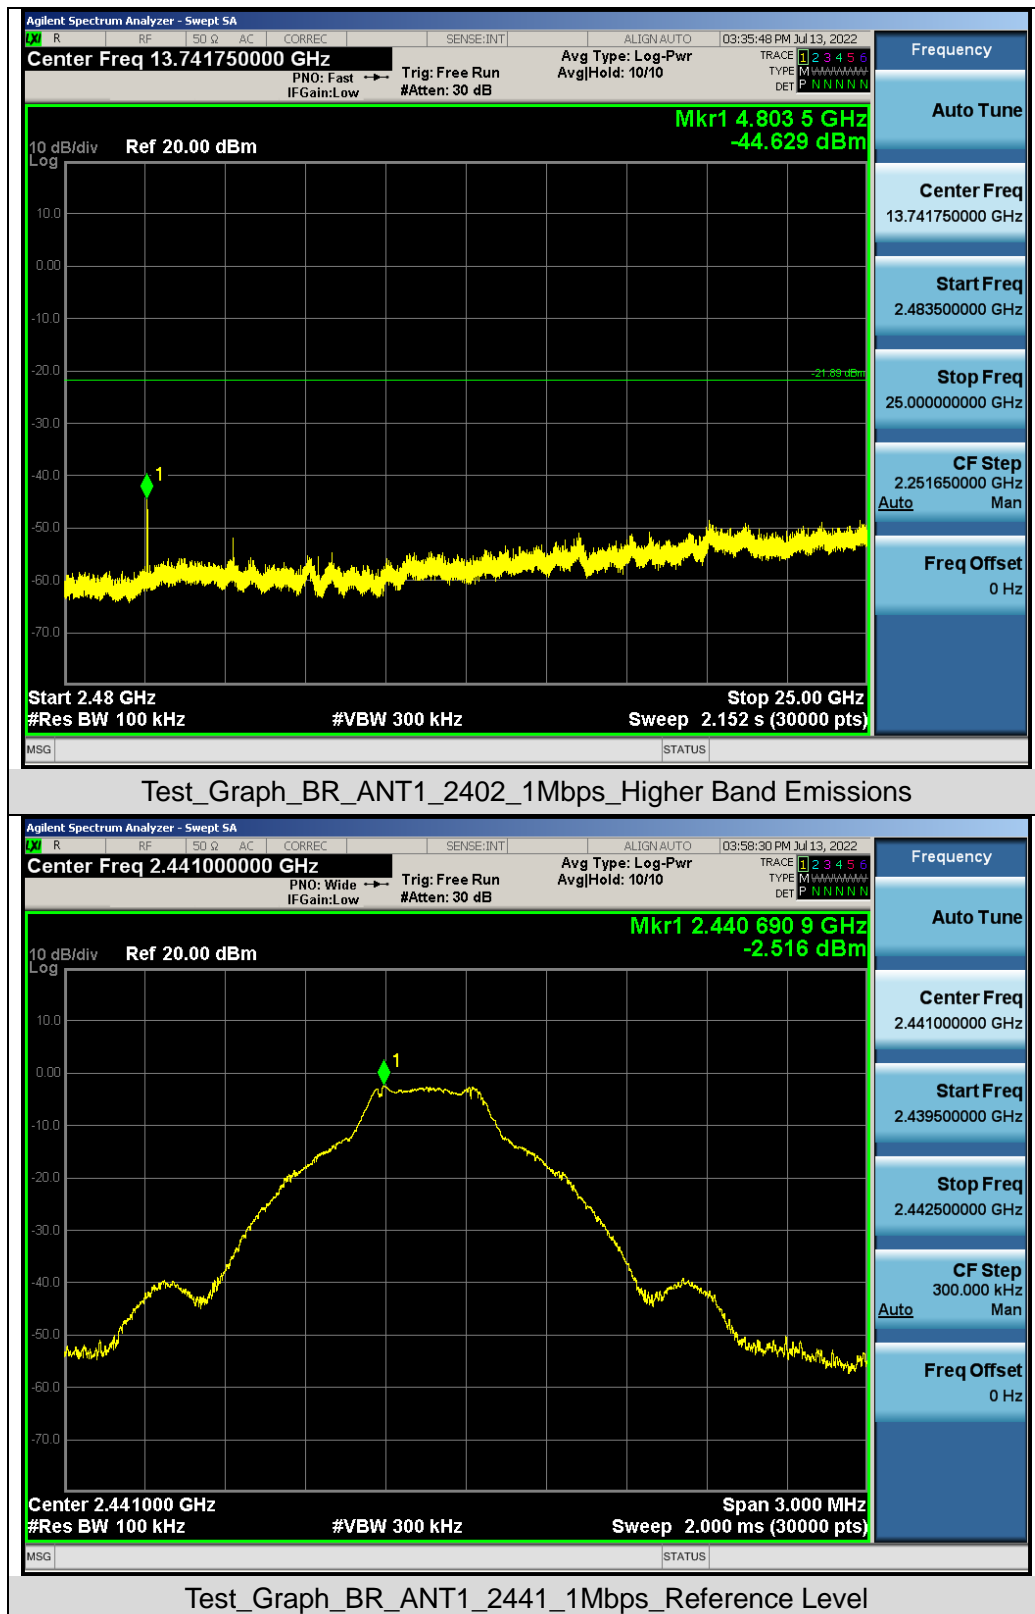 Agilent Spectrum Analyzer - Swept SA
LXI R RF 50 Ω AC CORREC SENSE:INT ALIGN AUTO 03:35:48 PM Jul 13, 2022
Center Freq 13.741750000 GHz
PNO: Fast
IFGain:Low
Trig: Free Run
#Atten: 30 dB
Avg Type: Log-Pwr
Avg|Hold: 10/10
TRACE 1 2 3 4 5 6
TYPE M WWWWW
DET P N N N N N
Mkr1 4.803 5 GHz
-44.629 dBm
10 dB/div Ref 20.00 dBm
Log
10.0
0.00
-10.0
-20.0
-21.89 dBm
-30.0
-40.0
1
-50.0
-60.0
-70.0
Start 2.48 GHz Stop 25.00 GHz
#Res BW 100 kHz #VBW 300 kHz Sweep 2.152 s (30000 pts)
MSG STATUS
Frequency
Auto Tune
Center Freq
13.741750000 GHz
Start Freq
2.483500000 GHz
Stop Freq
25.000000000 GHz
CF Step
2.251650000 GHz
Auto Man
Freq Offset
0 Hz
Test_Graph_BR_ANT1_2402_1Mbps_Higher Band Emissions
Agilent Spectrum Analyzer - Swept SA
LXI R RF 50 Ω AC CORREC SENSE:INT ALIGN AUTO 03:58:30 PM Jul 13, 2022
Center Freq 2.441000000 GHz
PNO: Wide
IFGain:Low
Trig: Free Run
#Atten: 30 dB
Avg Type: Log-Pwr
Avg|Hold: 10/10
TRACE 1 2 3 4 5 6
TYPE M WWWWW
DET P N N N N N
Mkr1 2.440 690 9 GHz
-2.516 dBm
10 dB/div Ref 20.00 dBm
Log
10.0
0.00
1
-10.0
-20.0
-30.0
-40.0
-50.0
-60.0
-70.0
Center 2.441000 GHz Span 3.000 MHz
#Res BW 100 kHz #VBW 300 kHz Sweep 2.000 ms (30000 pts)
MSG STATUS
Frequency
Auto Tune
Center Freq
2.441000000 GHz
Start Freq
2.439500000 GHz
Stop Freq
2.442500000 GHz
CF Step
300.000 kHz
Auto Man
Freq Offset
0 Hz
Test_Graph_BR_ANT1_2441_1Mbps_Reference Level